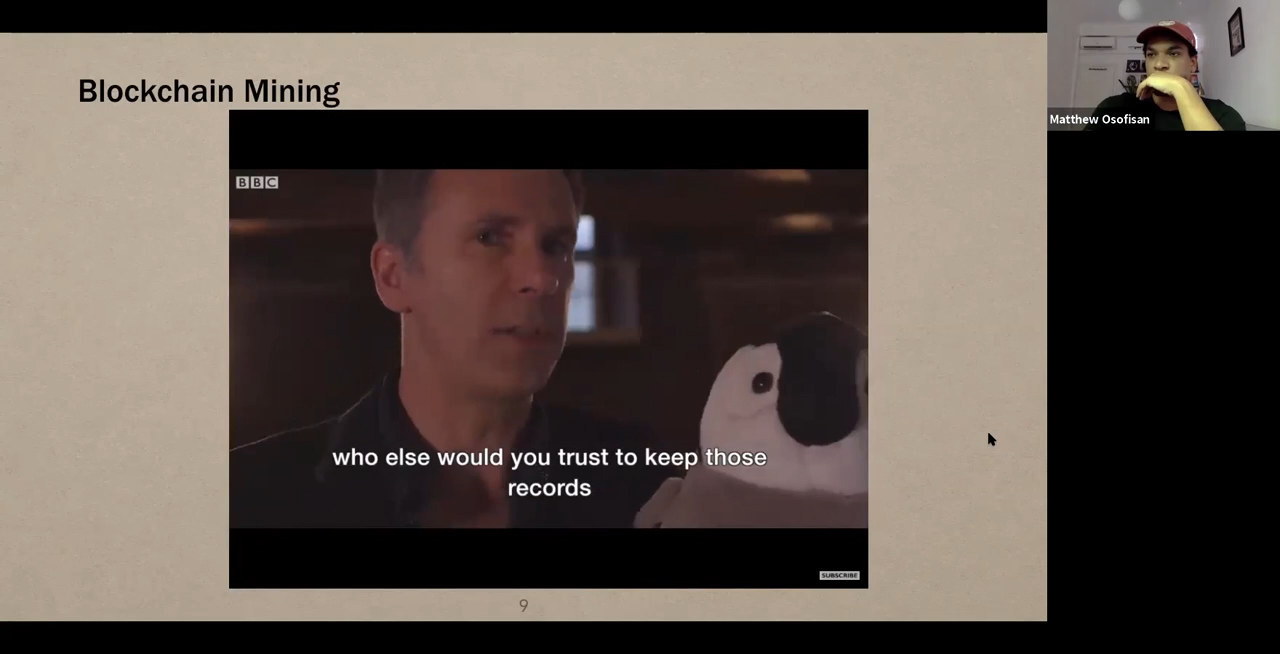 Blockchain Mining
BBC
who else would you trust to keep those
records
SUBSCRIBE
9
Matthew Osofisan